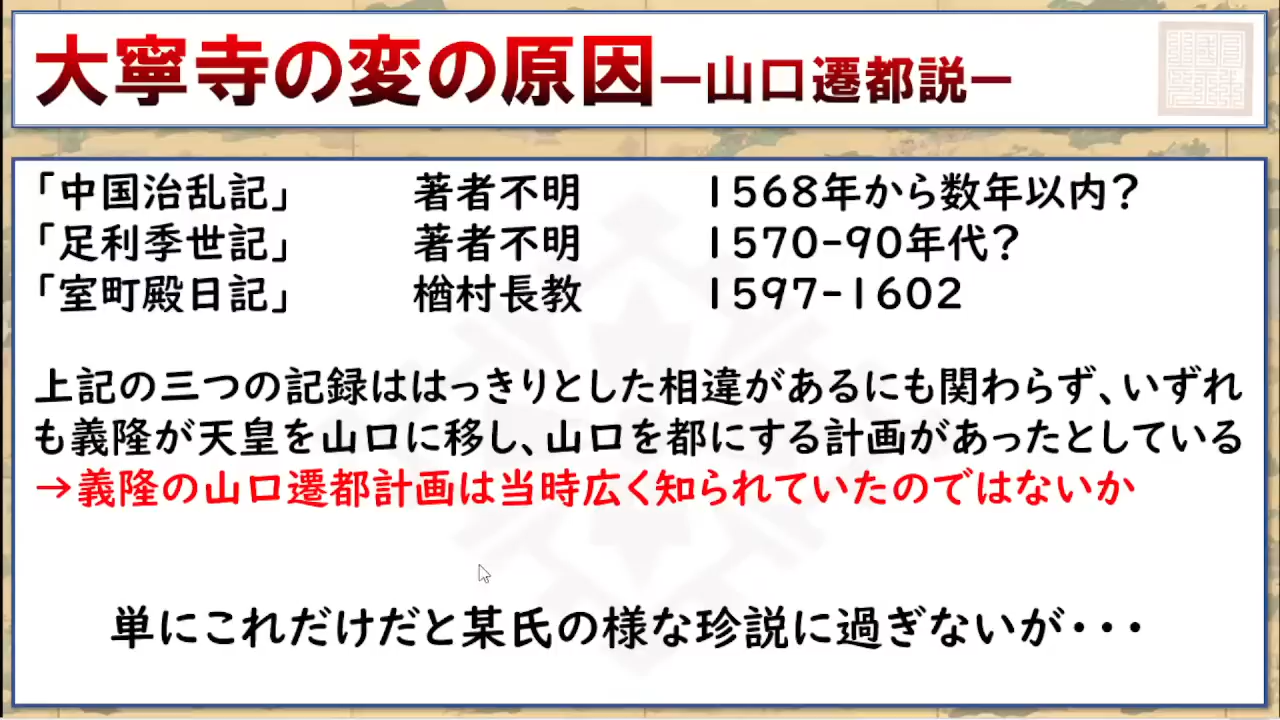 大寧寺の変の原因―山口遷都説―
「中国治乱記」 著者不明 1568年から数年以内?
「足利季世記」 著者不明 1570-90年代?
「室町殿日記」 楢村長教 1597-1602
上記の三つの記録ははっきりとした相違があるにも関わらず、いずれ
も義隆が天皇を山口に移し、山口を都にする計画があったとしている
→義隆の山口遷都計画は当時広く知られていたのではないか
単にこれだけだと某氏の様な珍説に過ぎないが・・・